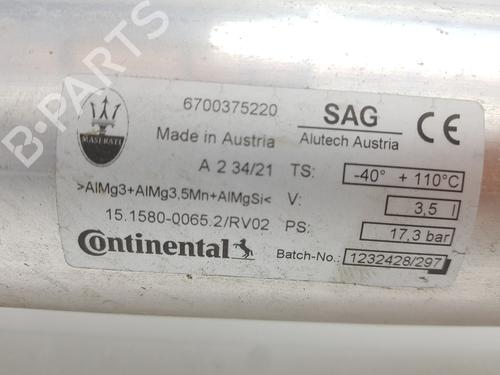 B-PARTS
6700375220
SAG
CE
MASERATI
Made in Austria
Alutech Austria
A 2 34/21
TS:
-40° + 110°C
>AlMg3+AlMg3,5Mn+AlMgSi<
V:
3,5 l
15.1580-0065.2/RV02
PS:
17,3 bar
Continental
Batch-No.:
1232428/297